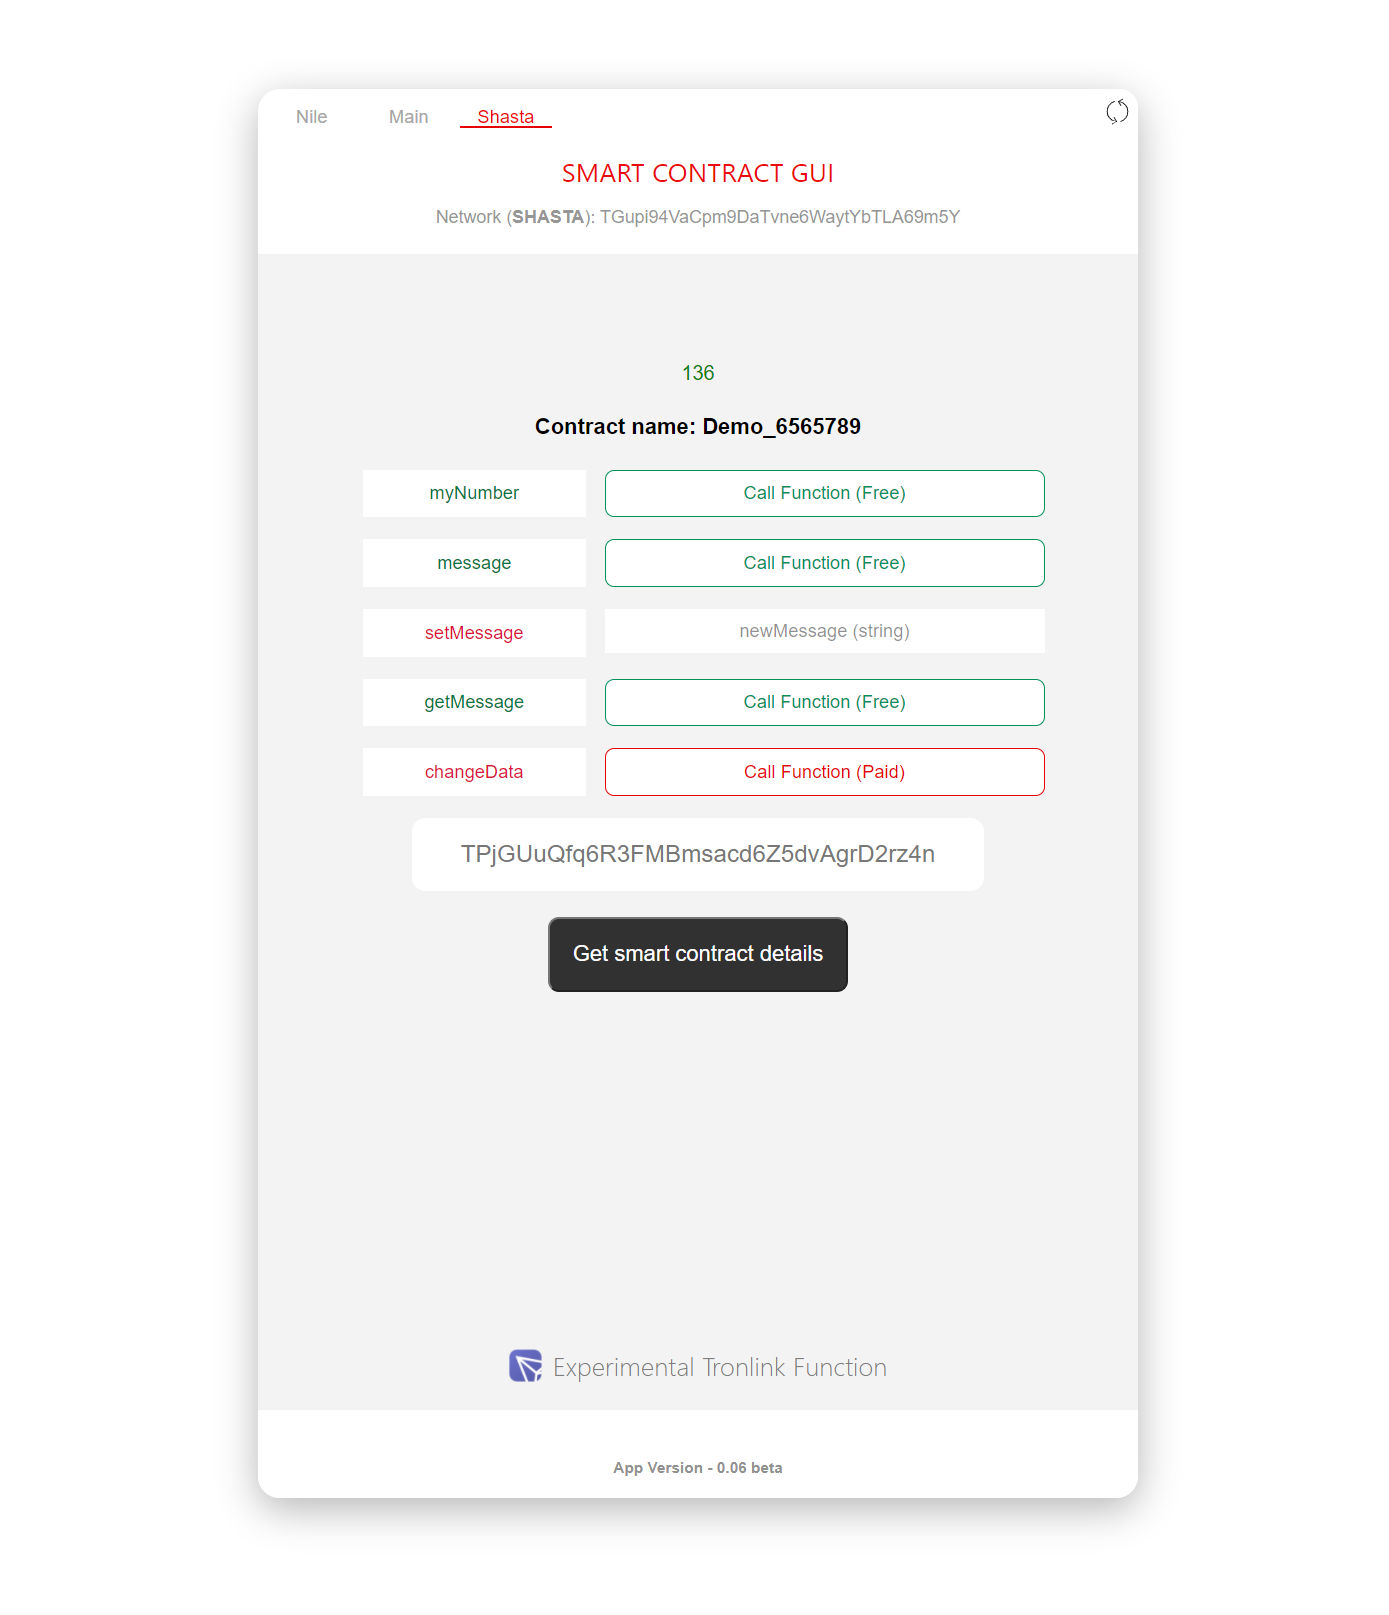 Nile Main Shasta
SMART CONTRACT GUI
Network (SHASTA): TGupi94VaCpm9DaTvne6WaytYbTLA69m5Y
136
Contract name: Demo_6565789
myNumber Call Function (Free)
message Call Function (Free)
setMessage newMessage (string)
getMessage Call Function (Free)
changeData Call Function (Paid)
TPjGUuQfq6R3FMBmsacd6Z5dvAgrD2rz4n
Get smart contract details
Experimental Tronlink Function
App Version - 0.06 beta